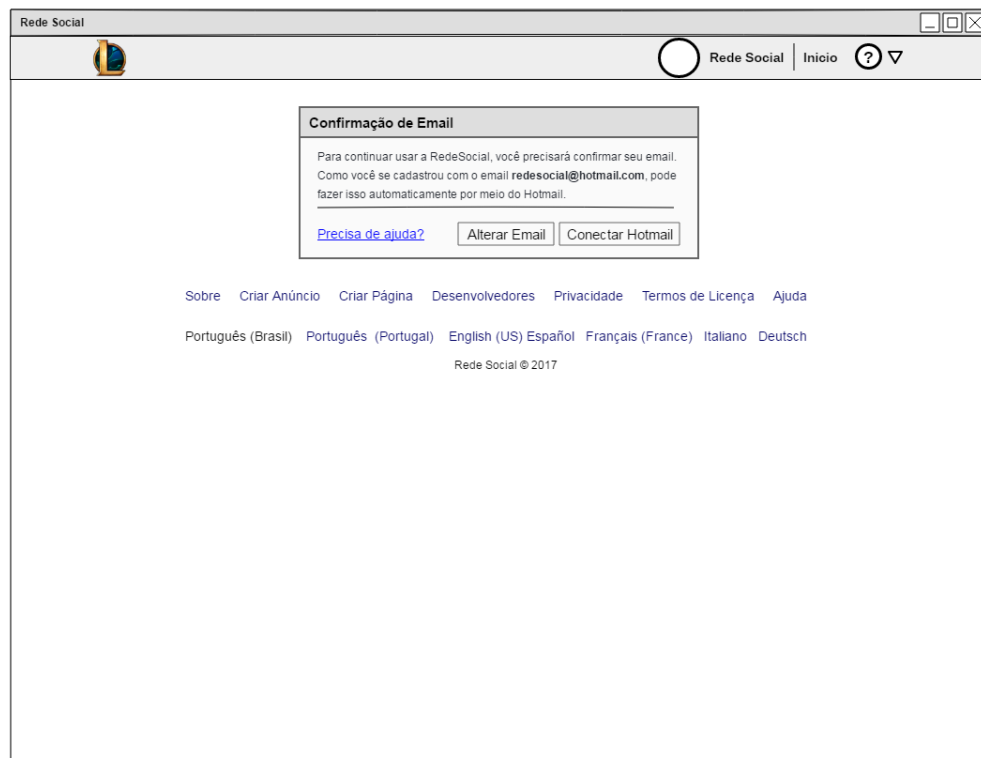 Rede Social
Rede Social Inicio ?
Confirmação de Email
Para continuar usar a RedeSocial, você precisará confirmar seu email.
Como você se cadastrou com o email redesocial@hotmail.com, pode
fazer isso automaticamente por meio do Hotmail.
Precisa de ajuda? Alterar Email Conectar Hotmail
Sobre Criar Anúncio Criar Página Desenvolvedores Privacidade Termos de Licença Ajuda
Português (Brasil) Português (Portugal) English (US) Español Français (France) Italiano Deutsch
Rede Social © 2017